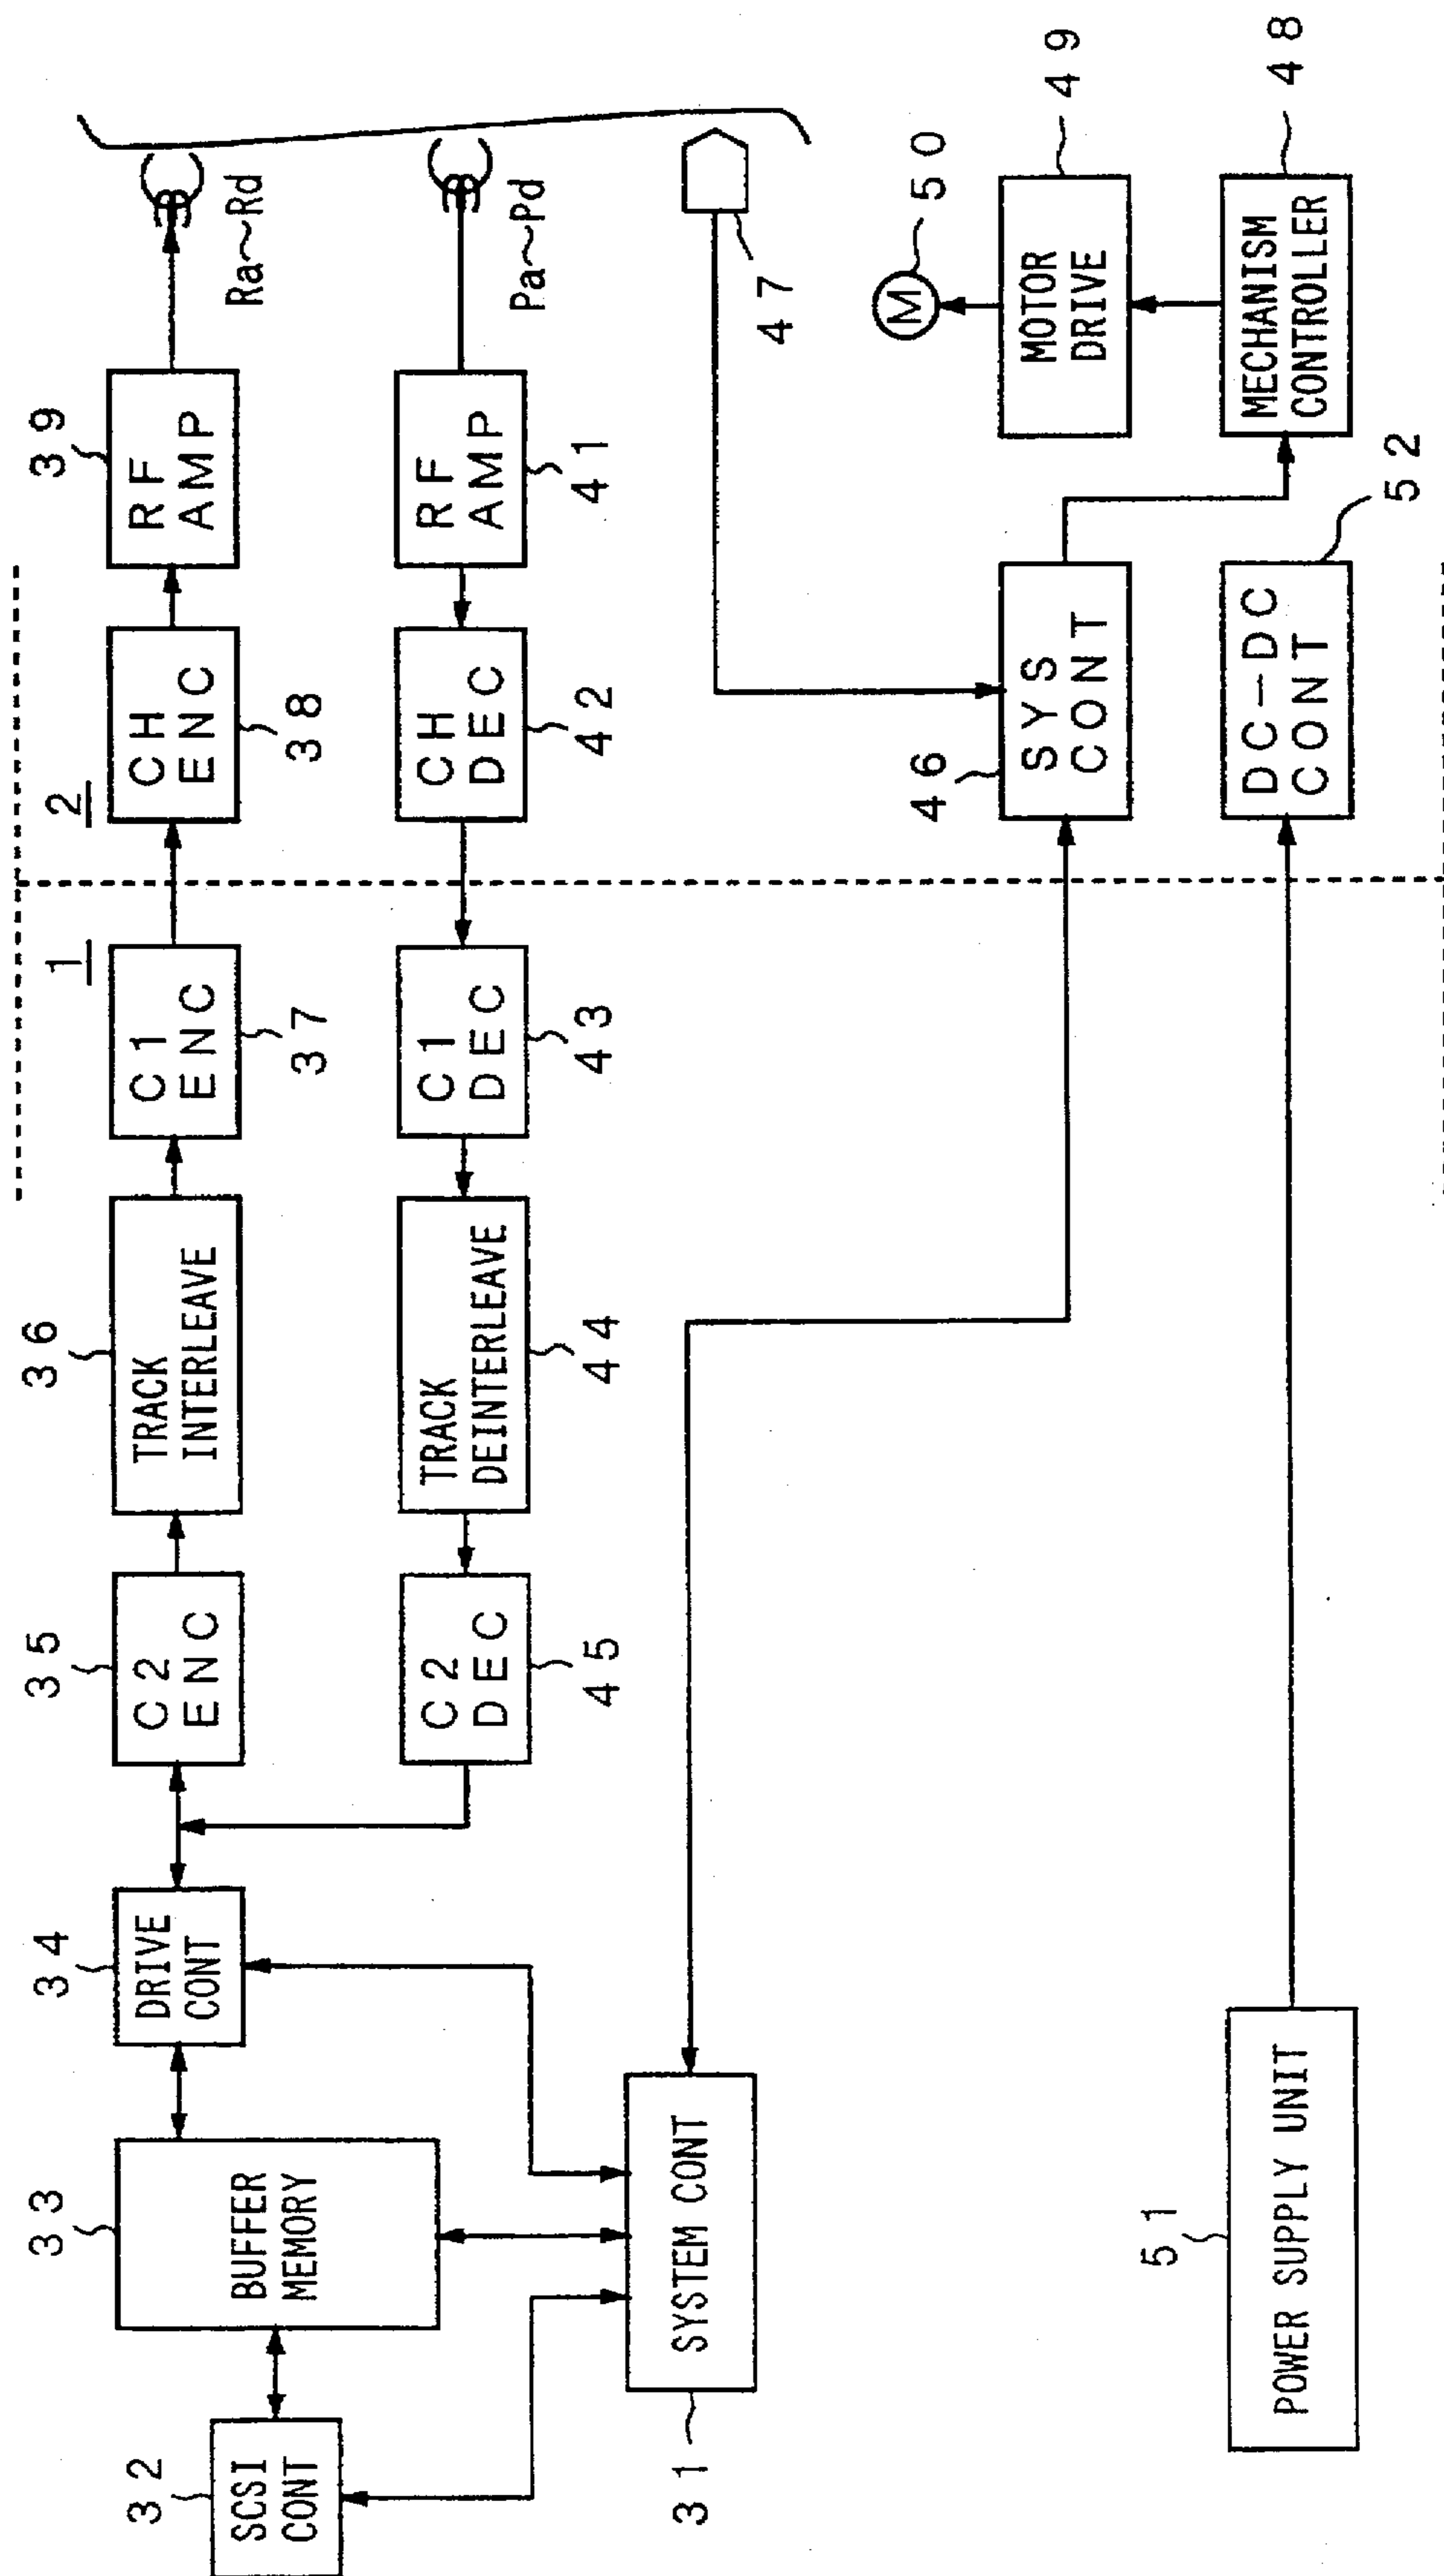 32
SCSI
CONT
33
BUFFER
MEMORY
34
DRIVE
CONT
35
C2
ENC
36
TRACK
INTERLEAVE
1
C1
ENC
37
2
CH
ENC
38
39
RF
AMP
Ra~Rd
C2
DEC
45
TRACK
DEINTERLEAVE
44
C1
DEC
43
CH
DEC
42
RF
AMP
41
Pa~Pd
31
SYSTEM CONT
47
46
SYS
CONT
M
50
MOTOR
DRIVE
49
51
POWER SUPPLY UNIT
DC-DC
CONT
52
MECHANISM
CONTROLLER
48